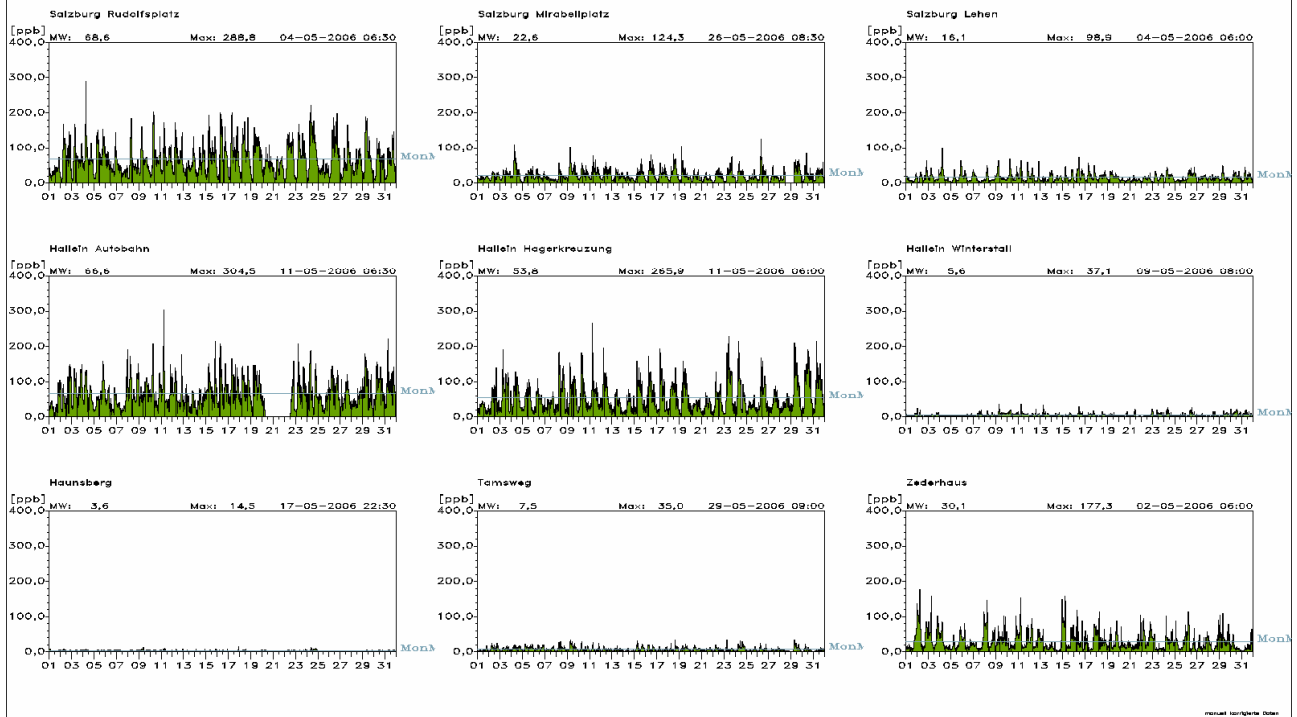 Salzburg Rudolfsplatz
[ppb] MW: 68,6 Max: 288,8 04-05-2006 06:30
400,0
300,0
200,0
100,0
0,0
MonM
01 03 05 07 09 11 13 15 17 19 21 23 25 27 29 31
Salzburg Mirabellplatz
[ppb] MW: 22,6 Max: 124,3 26-05-2006 08:30
400,0
300,0
200,0
100,0
0,0
MonM
01 03 05 07 09 11 13 15 17 19 21 23 25 27 29 31
Salzburg Lehen
[ppb] MW: 16,1 Max: 98,9 04-05-2006 06:00
400,0
300,0
200,0
100,0
0,0
MonM
01 03 05 07 09 11 13 15 17 19 21 23 25 27 29 31
Hallein Autobahn
[ppb] MW: 66,6 Max: 304,5 11-05-2006 06:30
400,0
300,0
200,0
100,0
0,0
MonM
01 03 05 07 09 11 13 15 17 19 21 23 25 27 29 31
Hallein Hagerkreuzung
[ppb] MW: 53,8 Max: 265,9 11-05-2006 06:00
400,0
300,0
200,0
100,0
0,0
MonM
01 03 05 07 09 11 13 15 17 19 21 23 25 27 29 31
Hallein Winterstall
[ppb] MW: 5,6 Max: 37,1 09-05-2006 08:00
400,0
300,0
200,0
100,0
0,0
MonM
01 03 05 07 09 11 13 15 17 19 21 23 25 27 29 31
Haunsberg
[ppb] MW: 3,6 Max: 14,5 17-05-2006 22:30
400,0
300,0
200,0
100,0
0,0
MonM
01 03 05 07 09 11 13 15 17 19 21 23 25 27 29 31
Tamsweg
[ppb] MW: 7,5 Max: 35,0 29-05-2006 09:00
400,0
300,0
200,0
100,0
0,0
MonM
01 03 05 07 09 11 13 15 17 19 21 23 25 27 29 31
Zederhaus
[ppb] MW: 30,1 Max: 177,3 02-05-2006 06:00
400,0
300,0
200,0
100,0
0,0
MonM
01 03 05 07 09 11 13 15 17 19 21 23 25 27 29 31
manuel korrigierte Daten